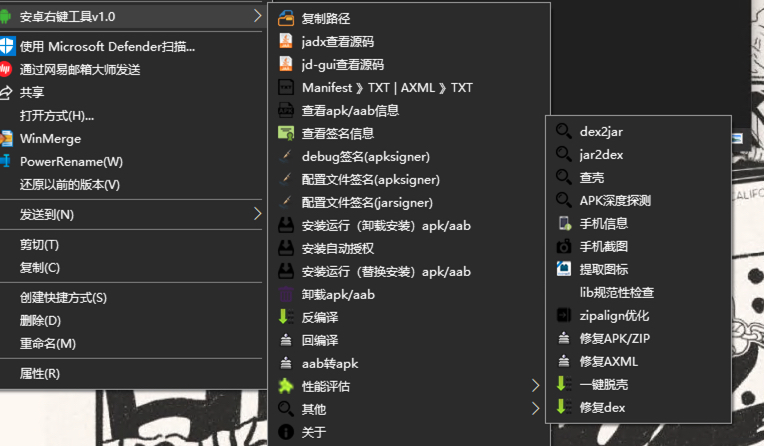 安卓右键工具v1.0
使用 Microsoft Defender扫描...
通过网易邮箱大师发送
共享
打开方式(H)...
WinMerge
PowerRename(W)
还原以前的版本(V)
发送到(N)
剪切(T)
复制(C)
创建快捷方式(S)
删除(D)
重命名(M)
属性(R)
复制路径
jadx查看源码
jd-gui查看源码
Manifest 》TXT | AXML 》TXT
查看apk/aab信息
查看签名信息
debug签名(apksigner)
配置文件签名(apksigner)
配置文件签名(jarsigner)
安装运行（卸载安装）apk/aab
安装自动授权
安装运行（替换安装）apk/aab
卸载apk/aab
反编译
回编译
aab转apk
性能评估
其他
关于
dex2jar
jar2dex
查壳
APK深度探测
手机信息
手机截图
提取图标
lib规范性检查
zipalign优化
修复APK/ZIP
修复AXML
一键脱壳
修复dex